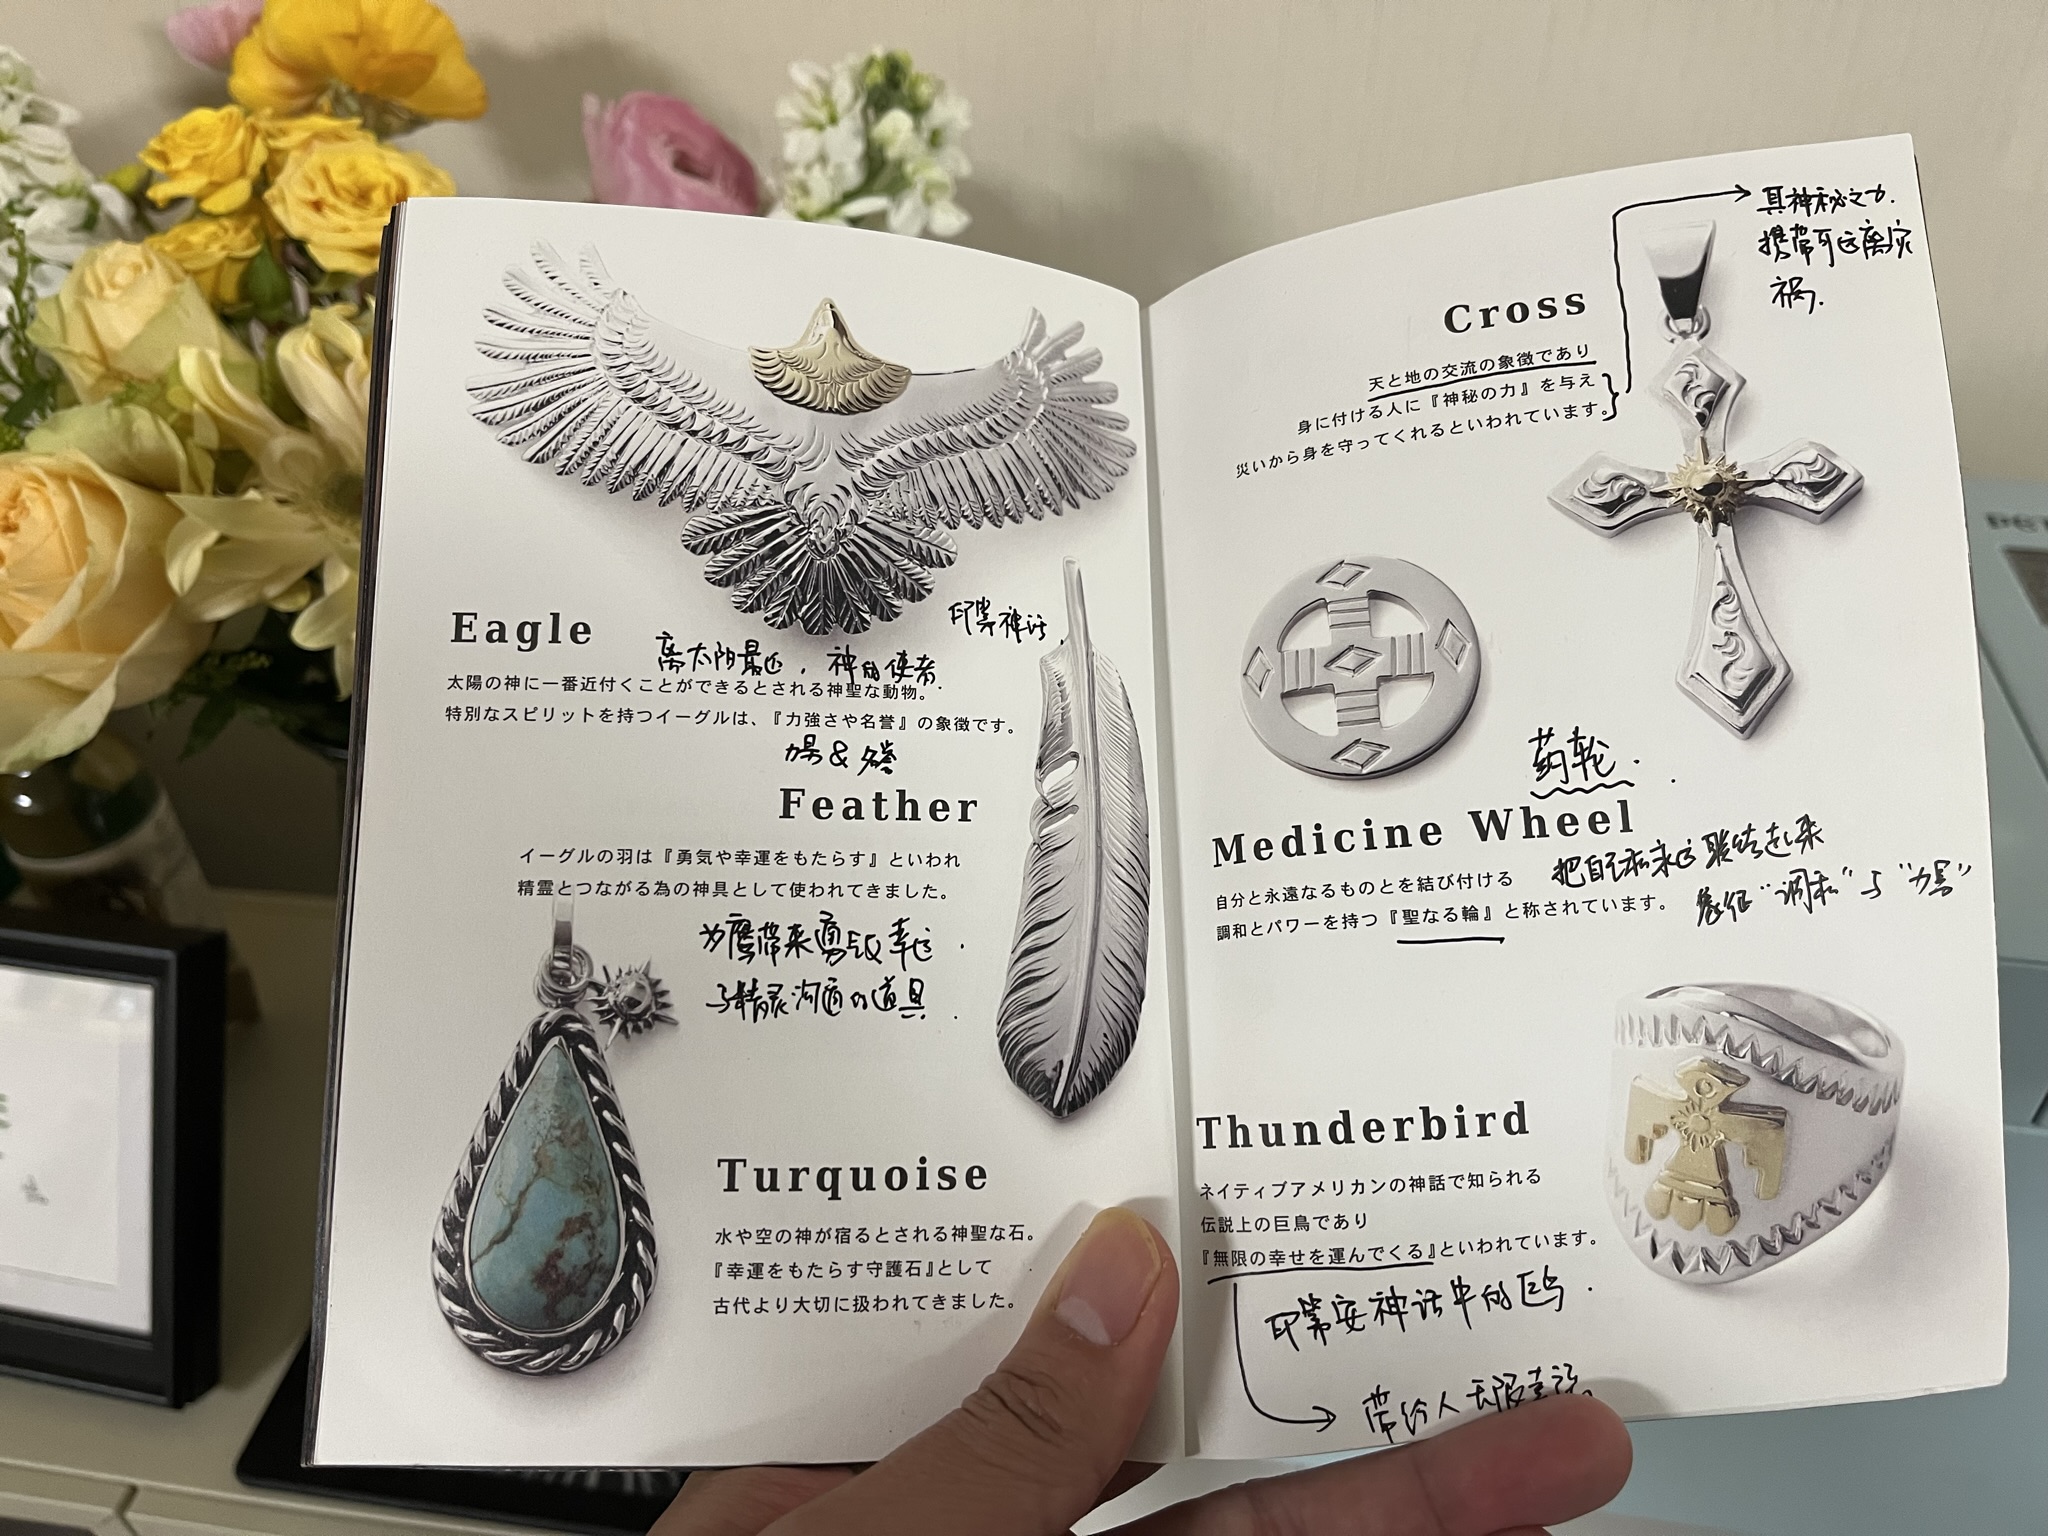 Eagle
印第神话
离太阳最近，神的使者.
太陽の神に一番近付くことができるとされる神聖な動物。
特別なスピリットを持つイーグルは、『力強さや名誉』の象徴です。
力量 & 名誉
Feather
イーグルの羽は『勇気や幸運をもたらす』といわれ
精霊とつながる為の神具として使われてきました。
为鹰带来勇气&幸运.
与精灵沟通的道具.
Turquoise
水や空の神が宿るとされる神聖な石。
『幸運をもたらす守護石』として
古代より大切に扱われてきました。
具神秘之力.
携带可远离灾
祸.
Cross
天と地の交流の象徴であり
身に付ける人に『神秘の力』を与え
災いから身を守ってくれるといわれています。
药轮.
Medicine Wheel
把自己和永远联结起来
自分と永遠なるものとを結び付ける
象征"调和"与"力量"
調和とパワーを持つ『聖なる輪』と称されています。
Thunderbird
ネイティブアメリカンの神話で知られる
伝説上の巨鳥であり
『無限の幸せを運んでくる』といわれています。
印第安神话中的巨鸟.
带给人无限幸福